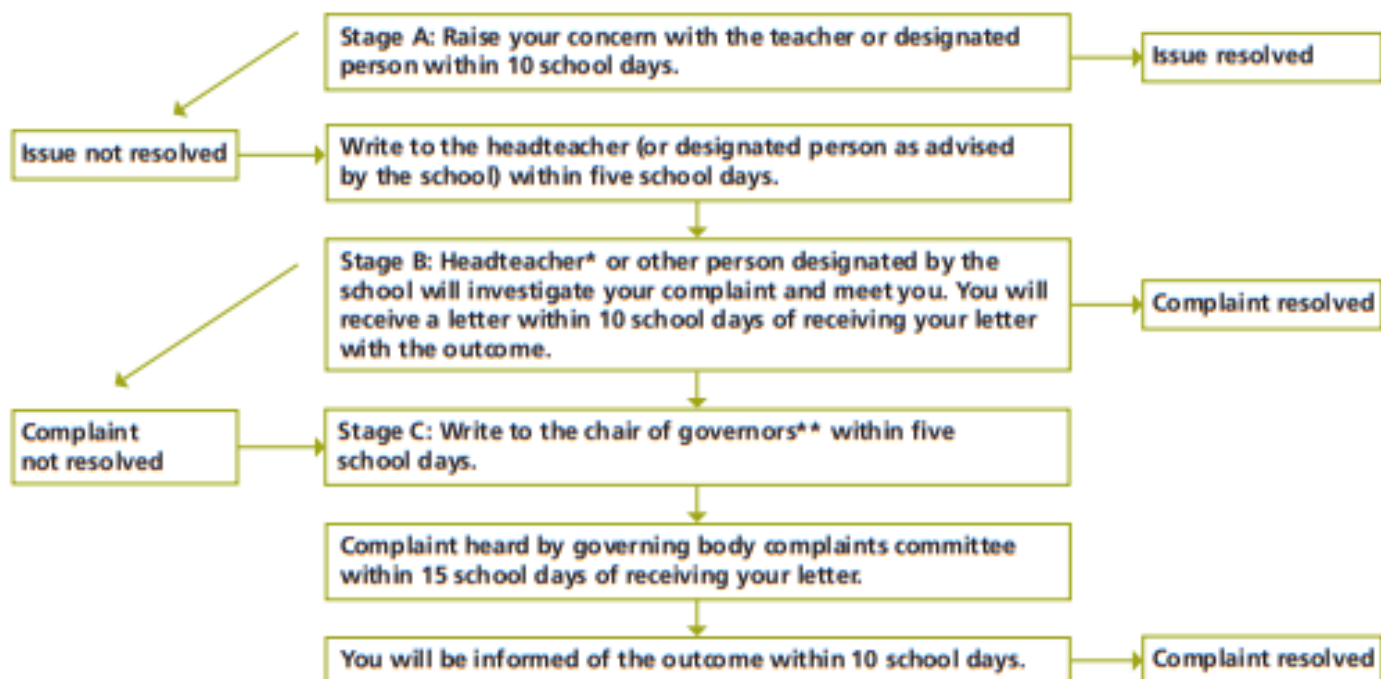 Stage A: Raise your concern with the teacher or designated
person within 10 school days.
Issue resolved
Issue not resolved
Write to the headteacher (or designated person as advised
by the school) within five school days.
Stage B: Headteacher* or other person designated by the
school will investigate your complaint and meet you. You will
receive a letter within 10 school days of receiving your letter
with the outcome.
Complaint resolved
Complaint
not resolved
Stage C: Write to the chair of governors** within five
school days.
Complaint heard by governing body complaints committee
within 15 school days of receiving your letter.
You will be informed of the outcome within 10 school days.
Complaint resolved